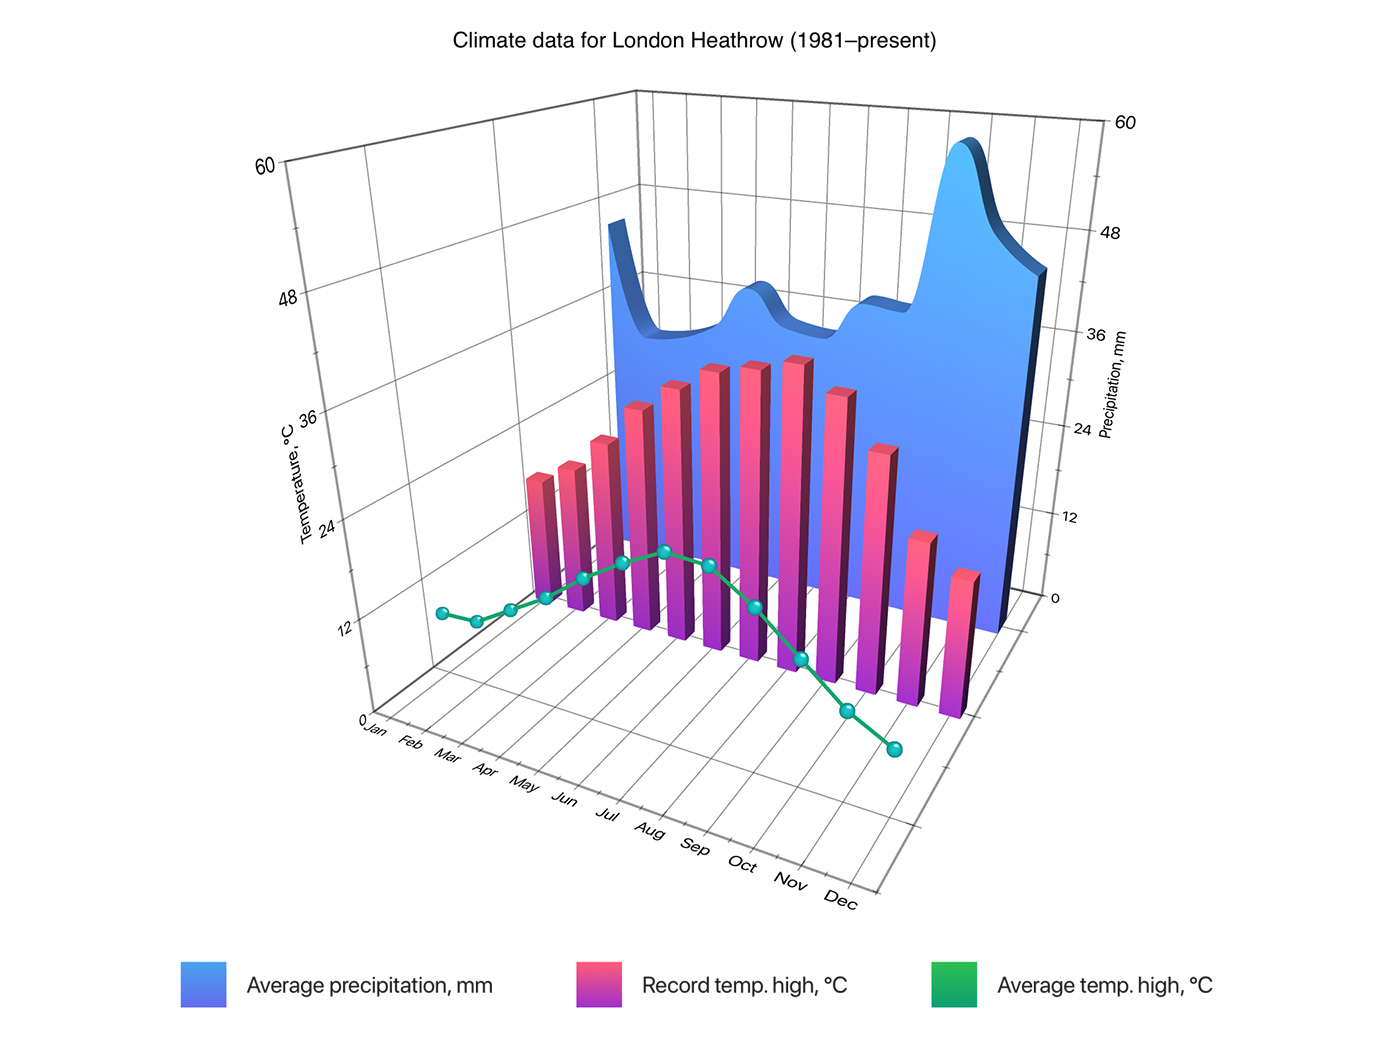 Climate data for London Heathrow (1981–present)
60
48
36
24
12
0
Temperature, °C
60
48
36
24
12
0
Precipitation, mm
Jan
Feb
Mar
Apr
May
Jun
Jul
Aug
Sep
Oct
Nov
Dec
Average precipitation, mm
Record temp. high, °C
Average temp. high, °C